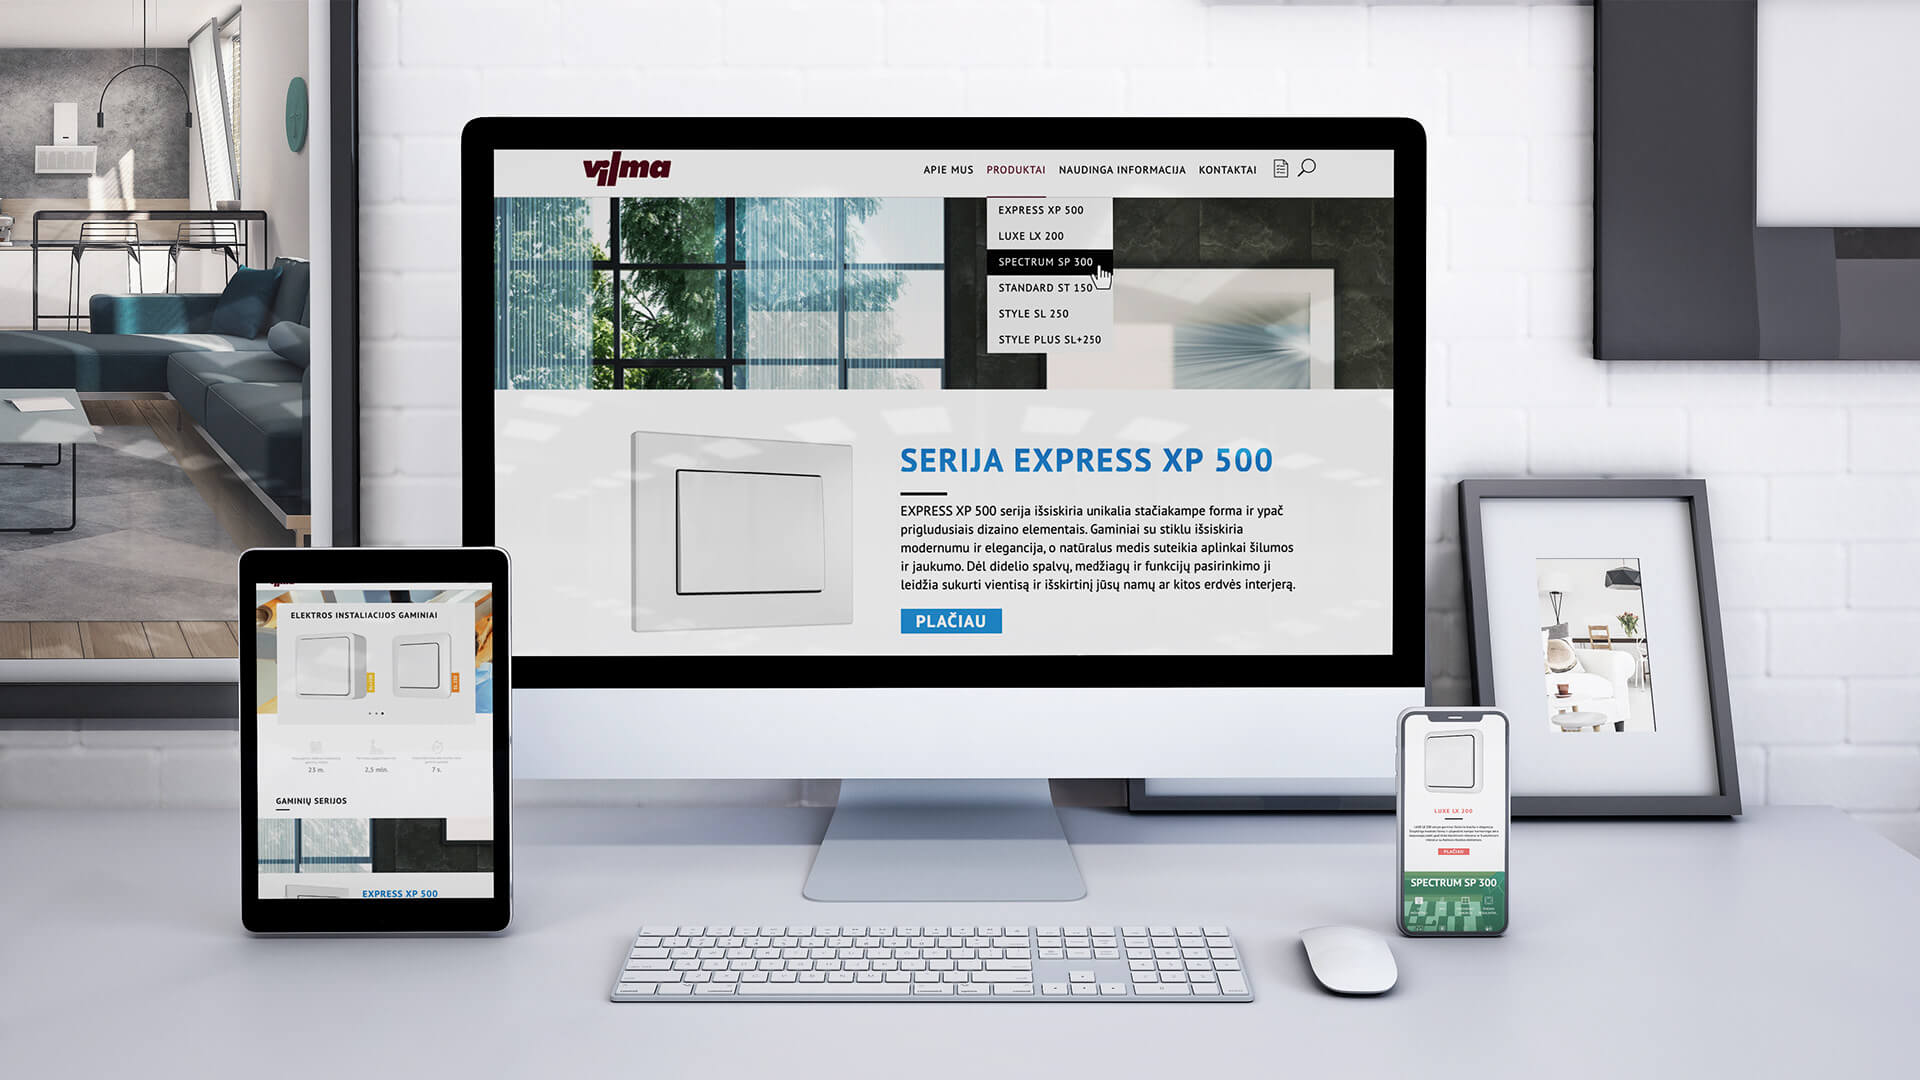 vilma
APIE MUS PRODUKTAI NAUDINGA INFORMACIJA KONTAKTAI
EXPRESS XP 500
LUXE LX 200
SPECTRUM SP 300
STANDARD ST 150
STYLE SL 250
STYLE PLUS SL+250
SERIJA EXPRESS XP 500
EXPRESS XP 500 serija išsiskiria unikalia stačiakampe forma ir ypač
prigludusiais dizaino elementais. Gaminiai su stiklu išsiskiria
modernumu ir elegancija, o natūralus medis suteikia aplinkai šilumos
ir jaukumo. Dėl didelio spalvų, medžiagų ir funkcijų pasirinkimo ji
leidžia sukurti vientisą ir išskirtinį jūsų namų ar kitos erdvės interjerą.
PLAČIAU
ELEKTROS INSTALIACIJOS GAMINIAI
23 m. 2,5 mln. 7 s.
GAMINIŲ SERIJOS
EXPRESS XP 500
LUXE LX 200
PLAČIAU
SPECTRUM SP 300